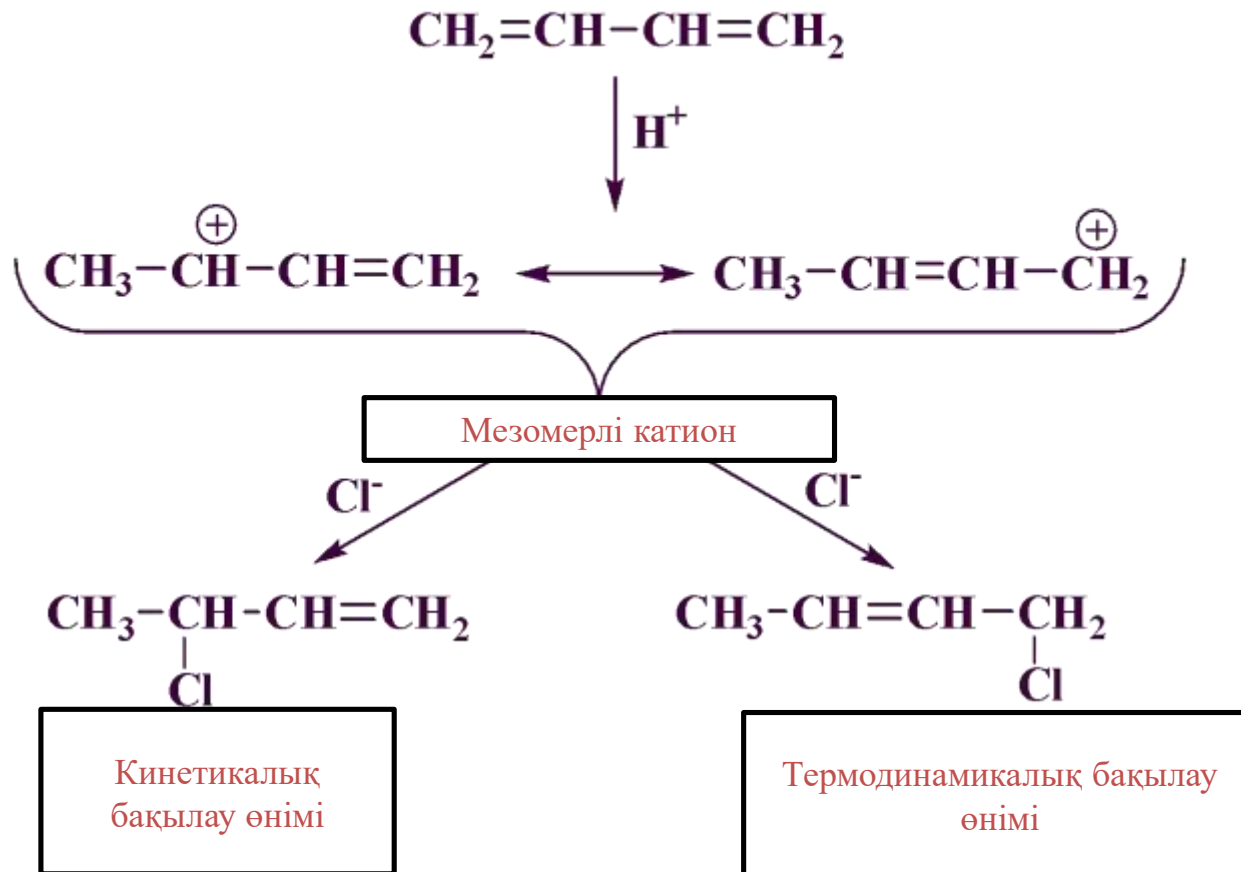 CH₂=CH−CH=CH₂
H⁺
⊕ ⊕
CH₃−CH−CH=CH₂ ⟷ CH₃−CH=CH−CH₂
Мезомерлі катион
Cl⁻ Cl⁻
CH₃−CH−CH=CH₂ CH₃−CH=CH−CH₂
Cl Cl
Кинетикалық
бақылау өнімі
Термодинамикалық бақылау
өнімі